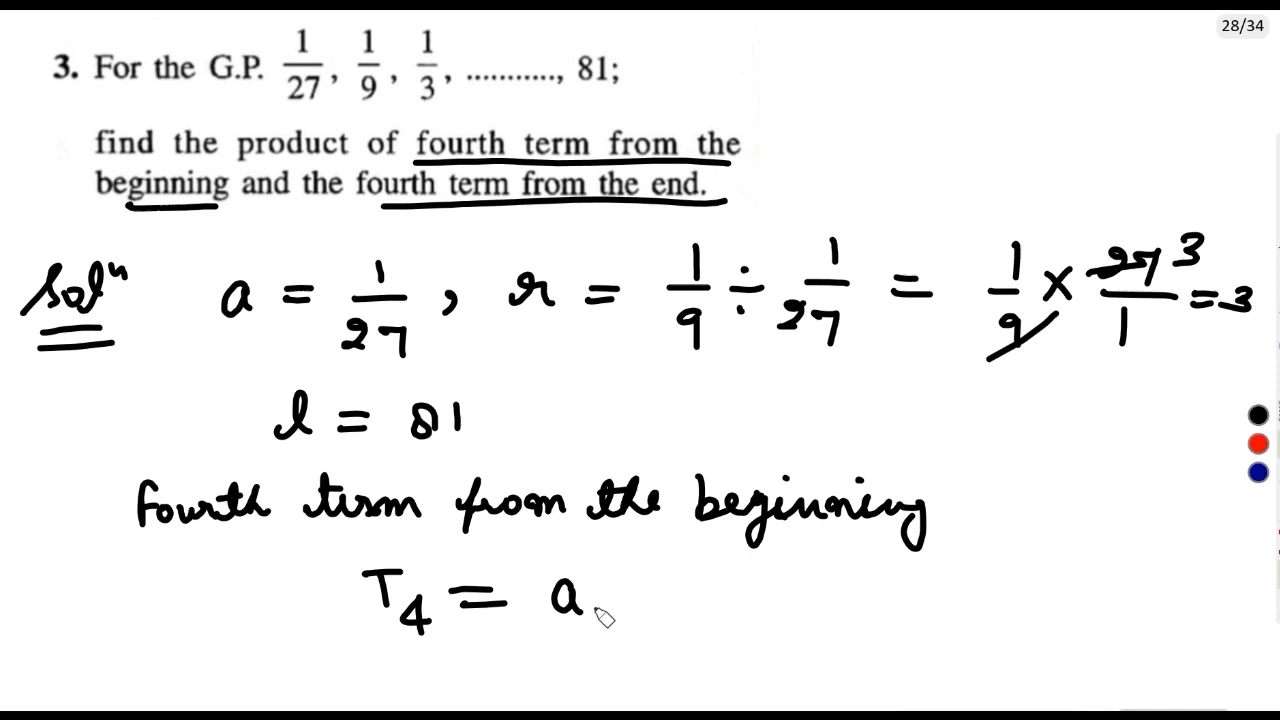 28/34
3. For the G.P. 1/27, 1/9, 1/3, ..........., 81;
find the product of fourth term from the
beginning and the fourth term from the end.
Solⁿ a = 1/27, r = 1/9 ÷ 1/27 = 1/9 × 27/1 3 = 3
l = 81
Fourth term from the beginning
T₄ = a